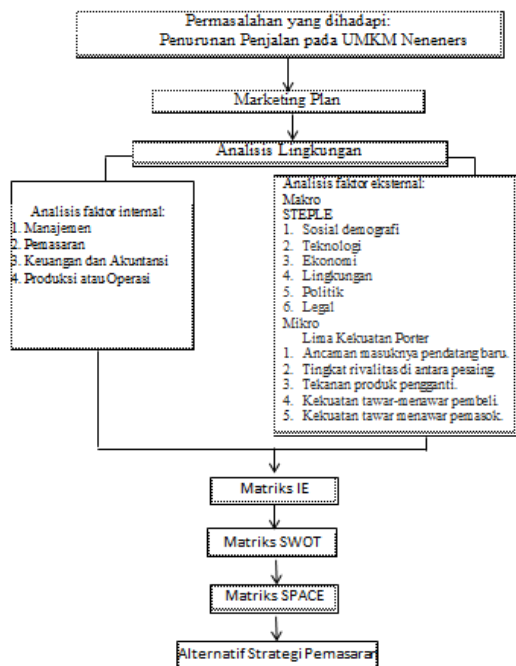 Permasalahan yang dihadapi:
Penurunan Penjalan pada UMKM Neneners
Marketing Plan
Analisis Lingkungan
Analisis faktor internal:
1. Manajemen
2. Pemasaran
3. Keuangan dan Akuntansi
4. Produksi atau Operasi
Analisis faktor eksternal:
Makro
STEPLE
1. Sosial demografi
2. Teknologi
3. Ekonomi
4. Lingkungan
5. Politik
6. Legal
Mikro
Lima Kekuatan Porter
1. Ancaman masuknya pendatang baru.
2. Tingkat rivalitas di antara pesaing.
3. Tekanan produk pengganti.
4. Kekuatan tawar-menawar pembeli.
5. Kekuatan tawar menawar pemasok.
Matriks IE
Matriks SWOT
Matriks SPACE
Alternatif Strategi Pemasaran